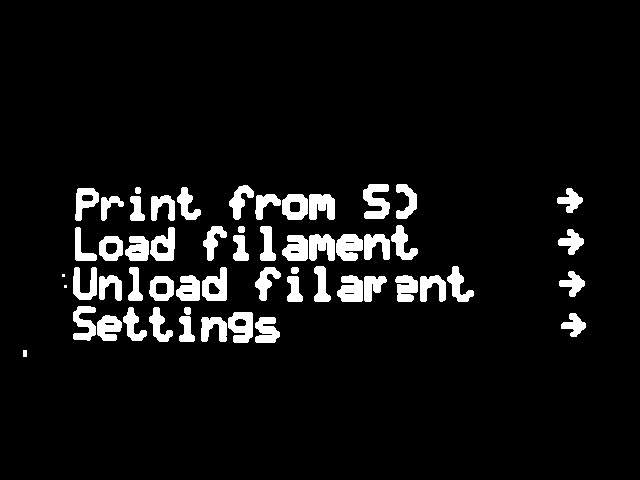 Print from SD →
Load filament →
Unload filament →
Settings →